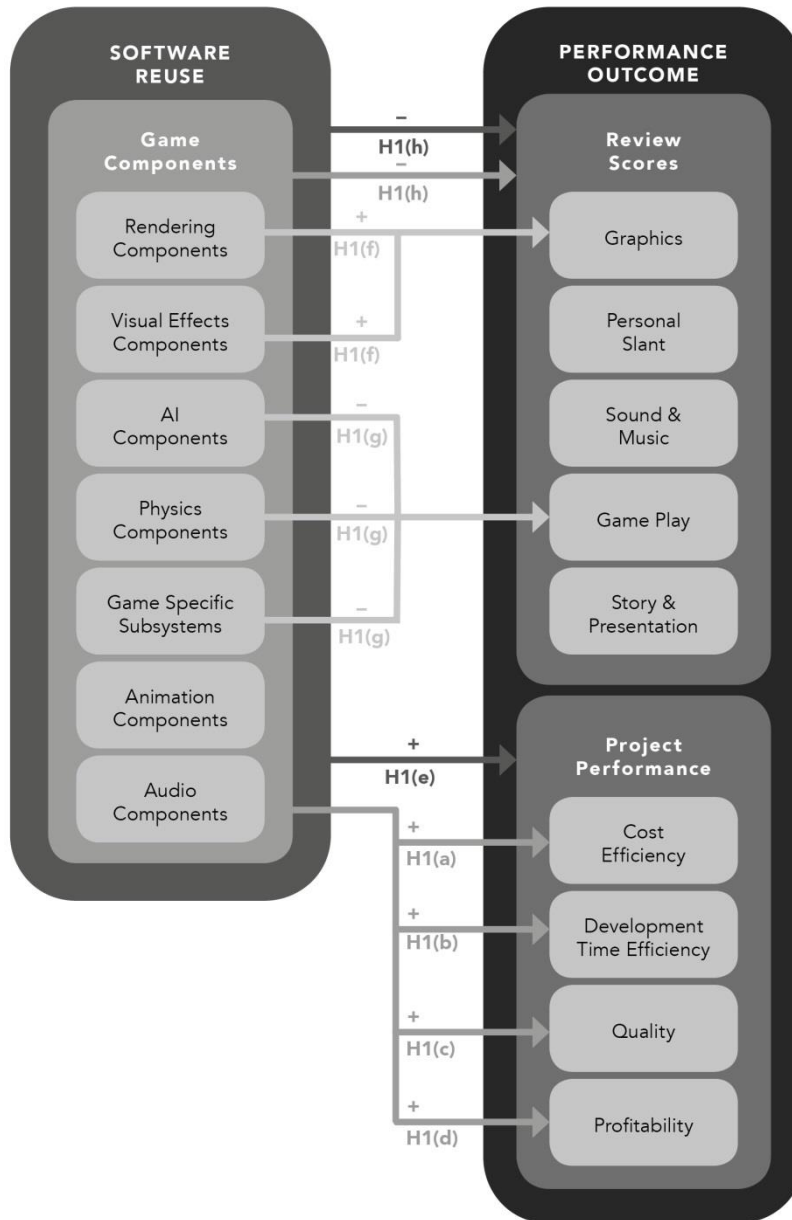 SOFTWARE
REUSE
Game
Components
Rendering
Components
Visual Effects
Components
AI
Components
Physics
Components
Game Specific
Subsystems
Animation
Components
Audio
Components
−
H1(h)
−
H1(h)
+
H1(f)
+
H1(f)
−
H1(g)
−
H1(g)
−
H1(g)
+
H1(e)
+
H1(a)
+
H1(b)
+
H1(c)
+
H1(d)
PERFORMANCE
OUTCOME
Review
Scores
Graphics
Personal
Slant
Sound &
Music
Game Play
Story &
Presentation
Project
Performance
Cost
Efficiency
Development
Time Efficiency
Quality
Profitability